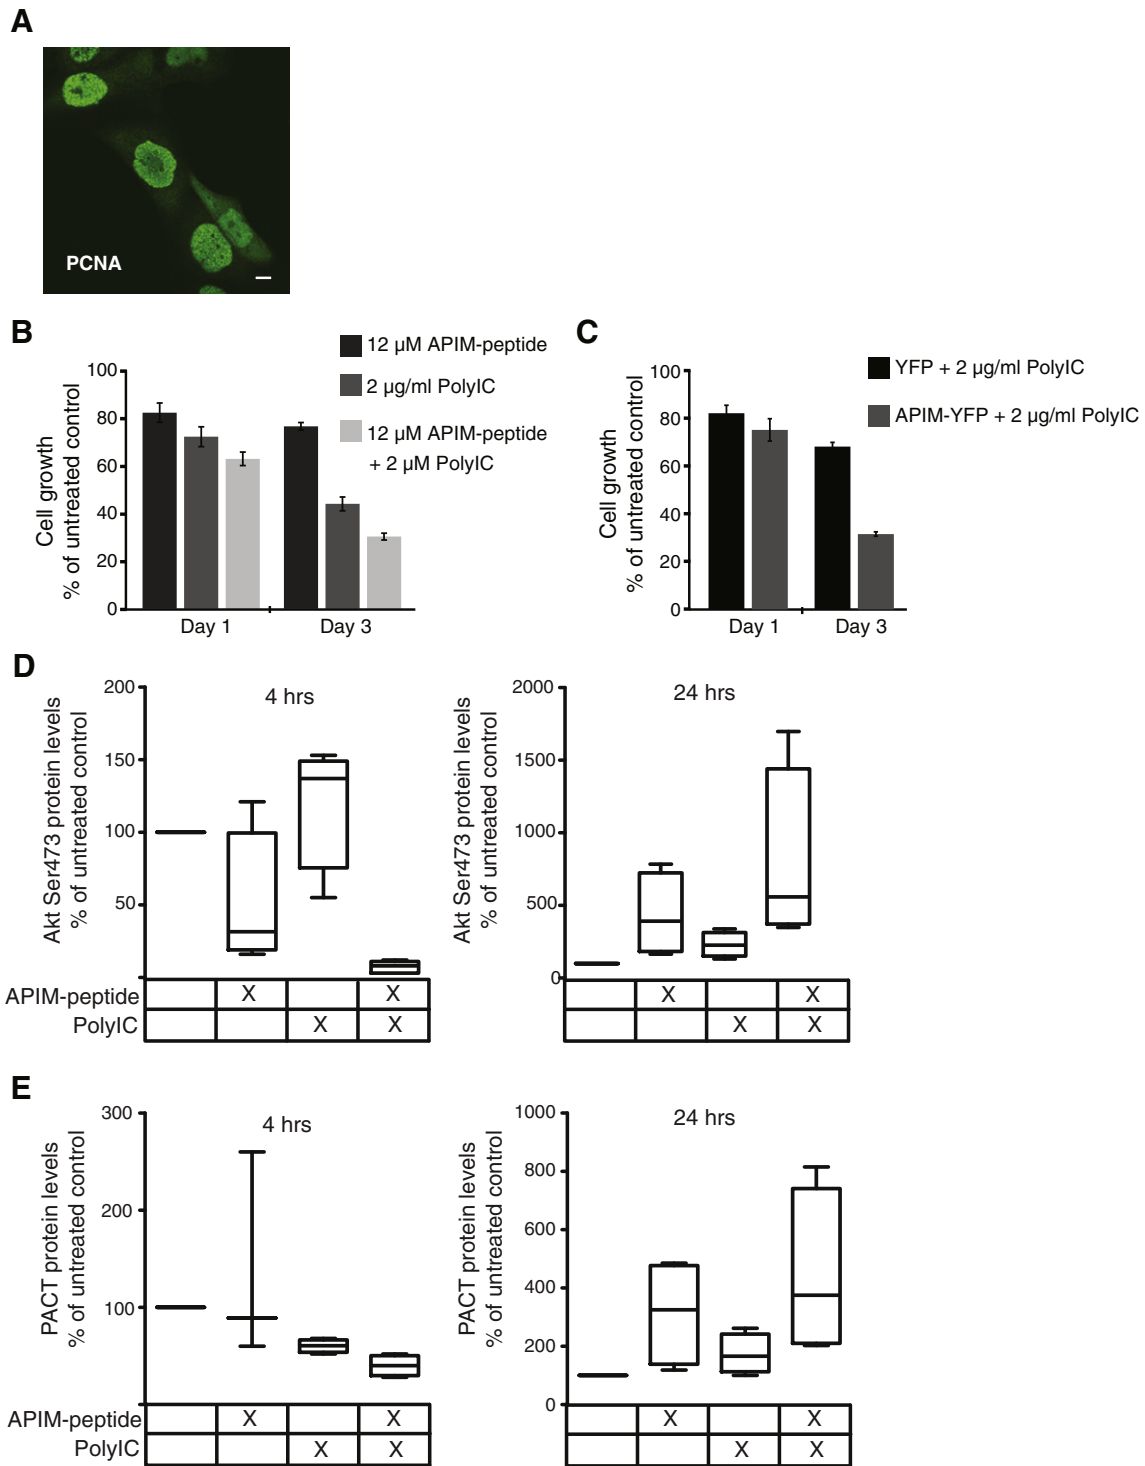 A
PCNA
B
12 µM APIM-peptide
2 µg/ml PolyIC
12 µM APIM-peptide
+ 2 µM PolyIC
Cell growth
% of untreated control
100
80
60
40
20
0
Day 1
Day 3
C
YFP + 2 µg/ml PolyIC
APIM-YFP + 2 µg/ml PolyIC
Cell growth
% of untreated control
100
80
60
40
20
0
Day 1
Day 3
D
4 hrs
Akt Ser473 protein levels
% of untreated control
200
150
100
50
APIM-peptide X X
PolyIC X X
24 hrs
Akt Ser473 protein levels
% of untreated control
2000
1500
1000
500
0
X X
X X
E
4 hrs
PACT protein levels
% of untreated control
300
200
100
APIM-peptide X X
PolyIC X X
24 hrs
PACT protein levels
% of untreated control
1000
800
600
400
200
0
X X
X X